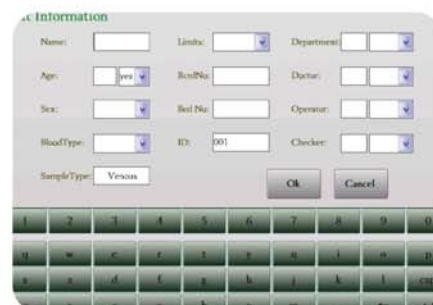 Information
Name: Limits: Department:
Age: yes RcrdNo: Doctor:
Sex: Bed No: Operator:
BloodType: ID: 001 Checker:
SampleType: Venous
Ok Cancel
1 2 3 4 5 6 7 8 9 0
q w e r t y u i o p
a s d f g h j k l